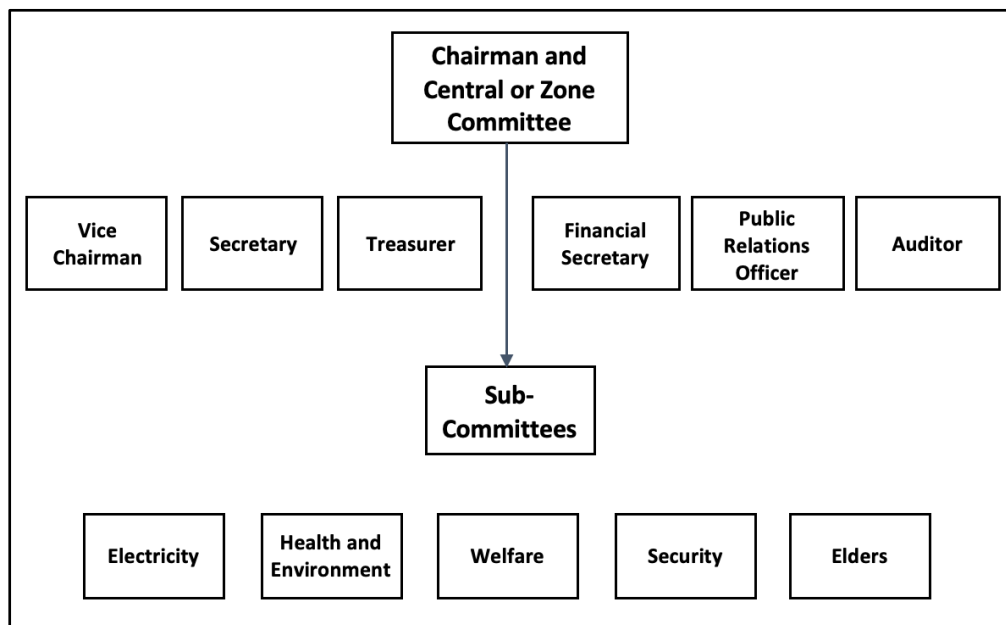 Chairman and
Central or Zone
Committee
Vice
Chairman
Secretary
Treasurer
Financial
Secretary
Public
Relations
Officer
Auditor
Sub-
Committees
Electricity
Health and
Environment
Welfare
Security
Elders